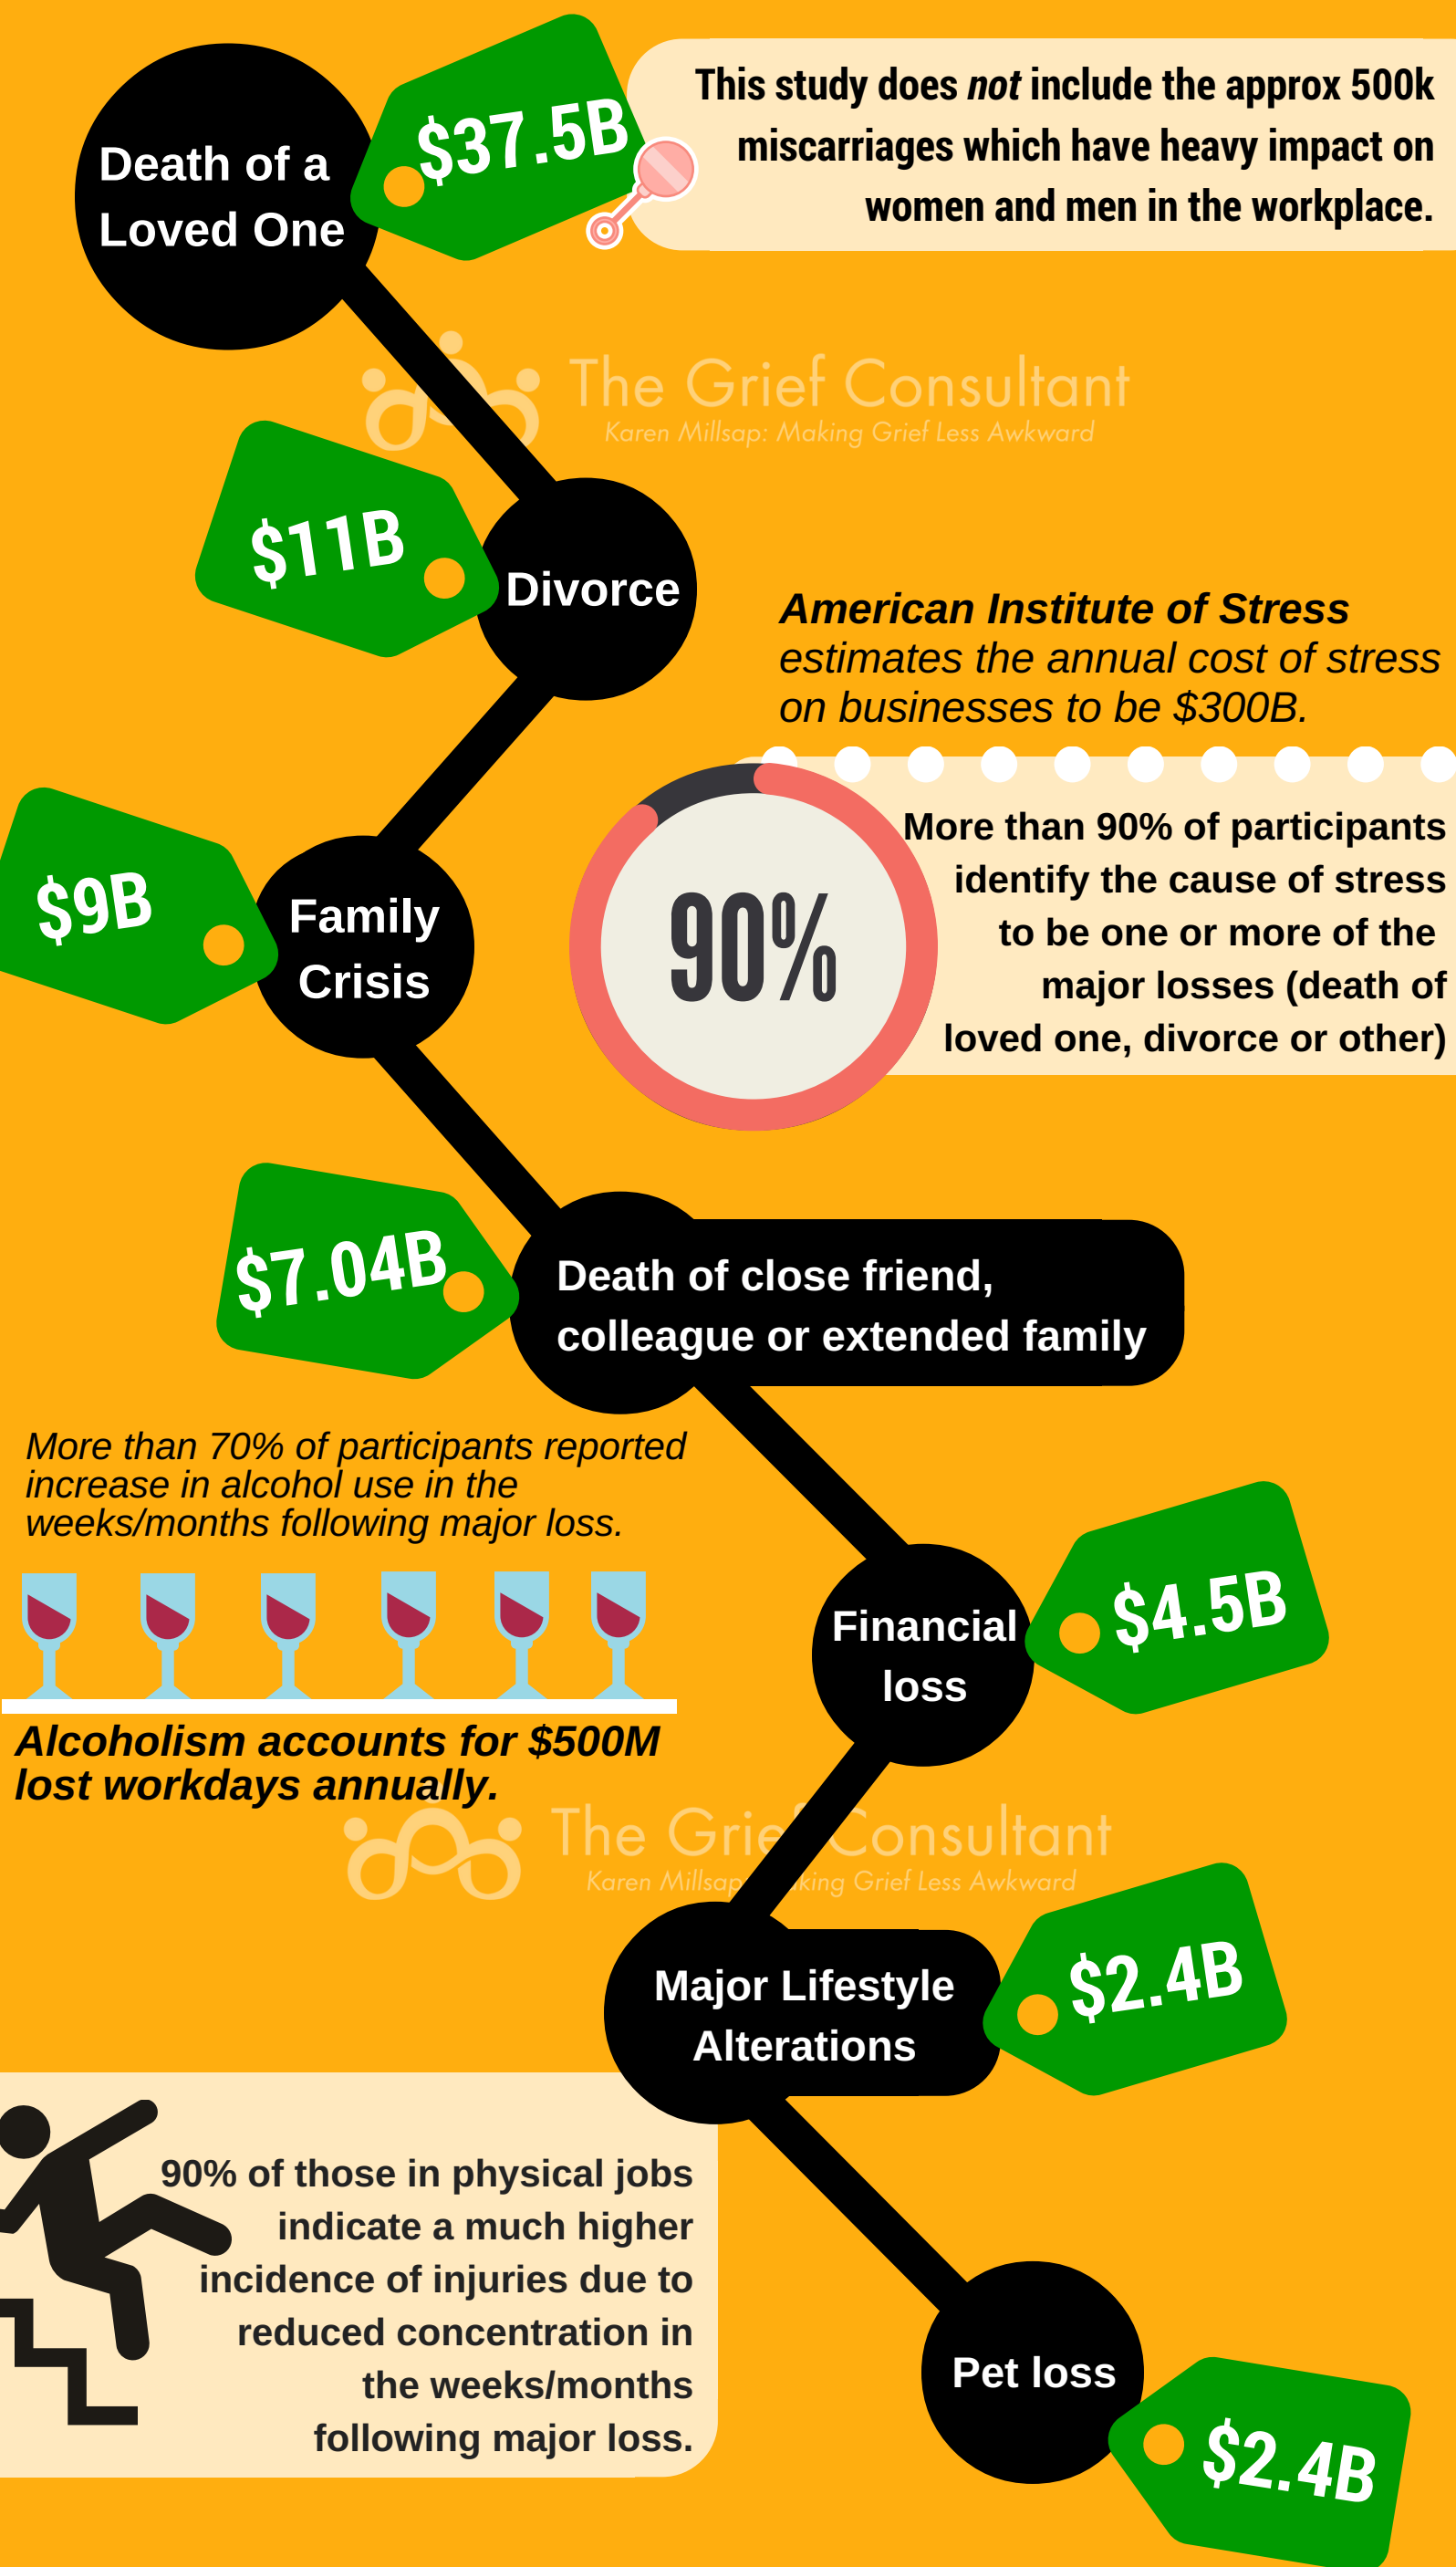 Death of a
Loved One
$37.5B
This study does not include the approx 500k
miscarriages which have heavy impact on
women and men in the workplace.
The Grief Consultant
Karen Millsap: Making Grief Less Awkward
$11B
Divorce
American Institute of Stress
estimates the annual cost of stress
on businesses to be $300B.
$9B
Family
Crisis
90%
More than 90% of participants
identify the cause of stress
to be one or more of the
major losses (death of
loved one, divorce or other)
$7.04B
Death of close friend,
colleague or extended family
More than 70% of participants reported
increase in alcohol use in the
weeks/months following major loss.
Financial
loss
$4.5B
Alcoholism accounts for $500M
lost workdays annually.
The Grief Consultant
Karen Millsap: Making Grief Less Awkward
Major Lifestyle
Alterations
$2.4B
90% of those in physical jobs
indicate a much higher
incidence of injuries due to
reduced concentration in
the weeks/months
following major loss.
Pet loss
$2.4B